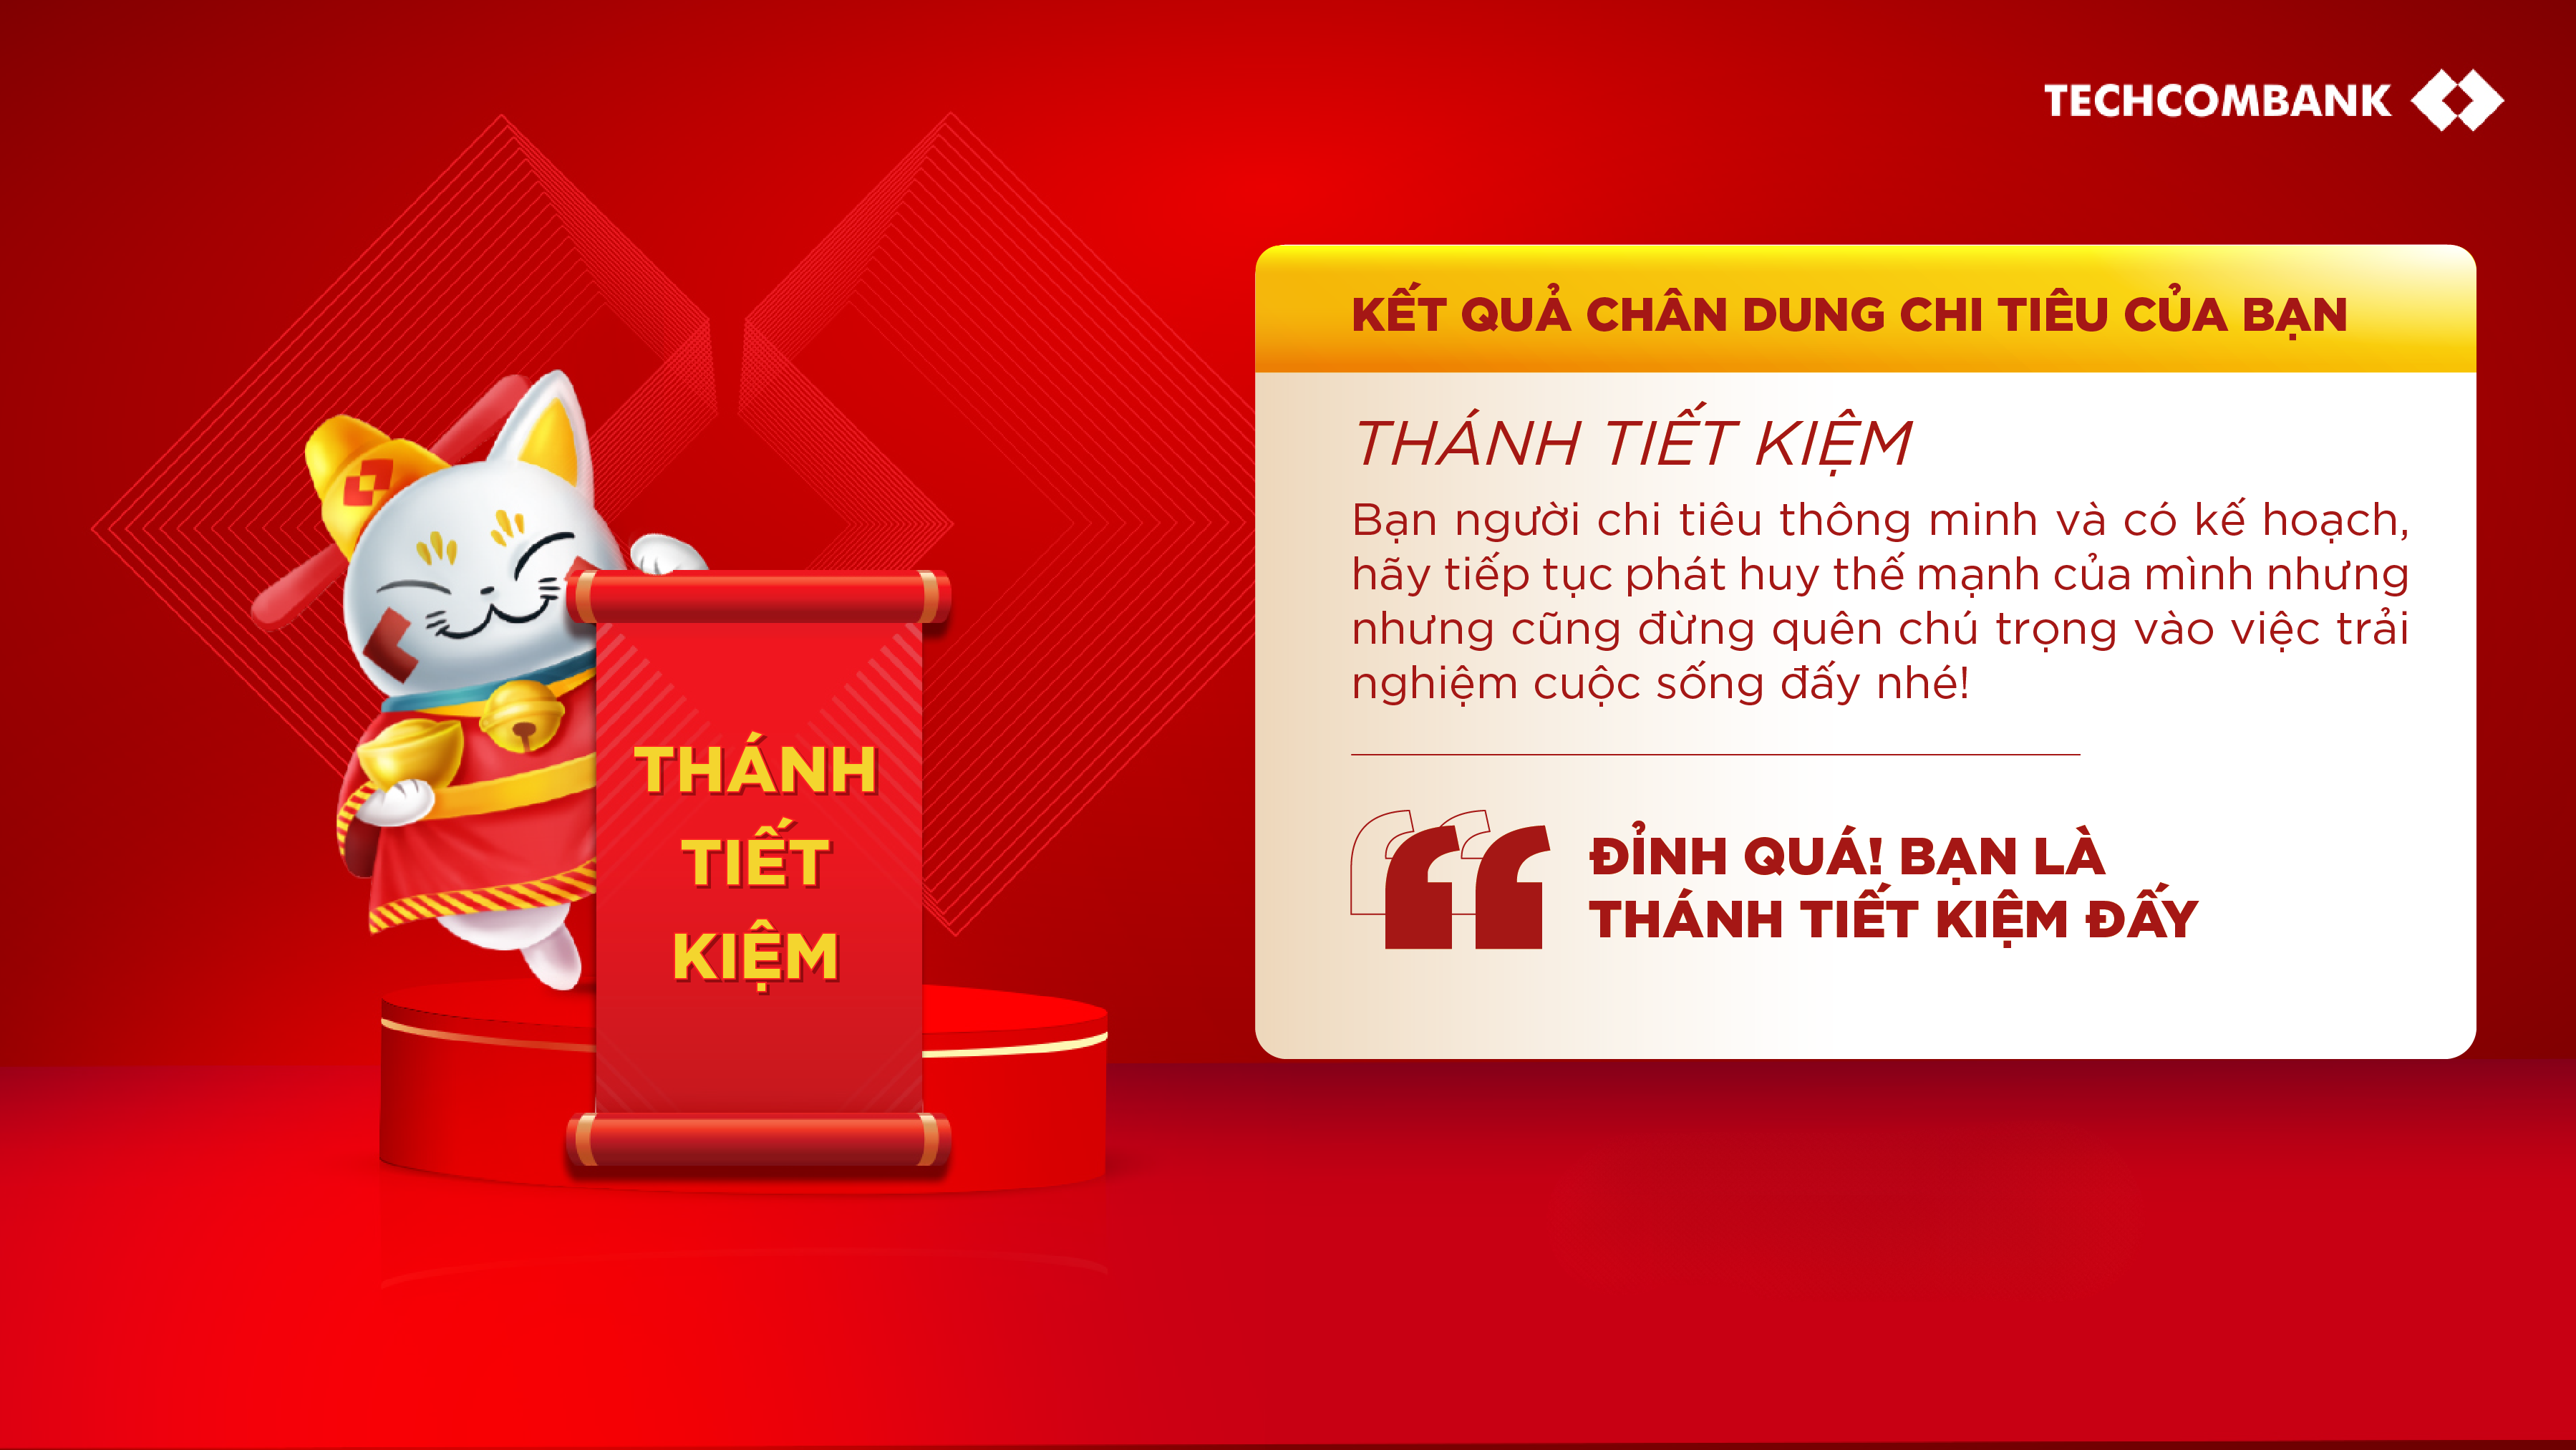 TECHCOMBANK
KẾT QUẢ CHÂN DUNG CHI TIÊU CỦA BẠN
THÁNH TIẾT KIỆM
Bạn người chi tiêu thông minh và có kế hoạch,
hãy tiếp tục phát huy thế mạnh của mình nhưng
nhưng cũng đừng quên chú trọng vào việc trải
nghiệm cuộc sống đấy nhé!
ĐỈNH QUÁ! BẠN LÀ
THÁNH TIẾT KIỆM ĐẤY
THÁNH
TIẾT
KIỆM